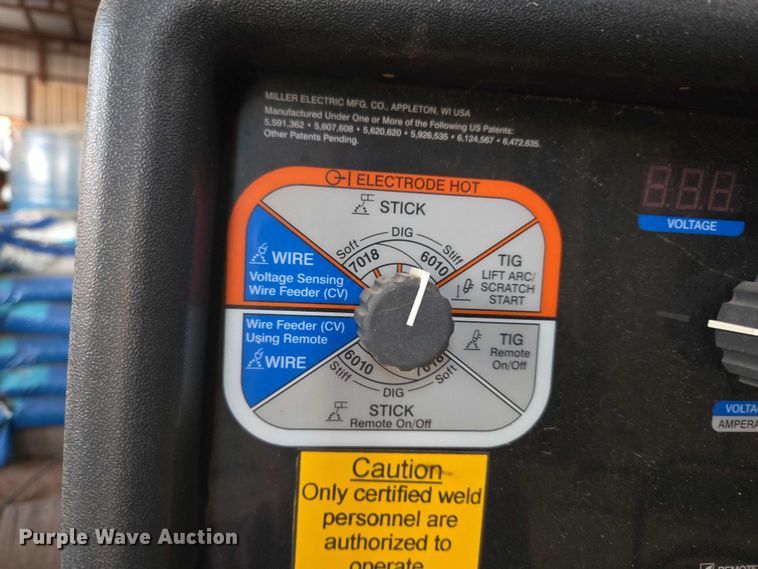 MILLER ELECTRIC MFG. CO., APPLETON, WI USA
Manufactured Under One or More of the Following US Patents:
5,591,362 • 5,607,608 • 5,620,620 • 5,926,535 • 6,124,567 • 6,472,635.
Other Patents Pending.
ELECTRODE HOT
STICK
DIG
Soft
Stiff
7018
6010
WIRE
Voltage Sensing
Wire Feeder (CV)
TIG
LIFT ARC/
SCRATCH
START
VOLTAGE
Wire Feeder (CV)
Using Remote
WIRE
TIG
Remote
On/Off
6010
7018
Stiff
Soft
DIG
STICK
Remote On/Off
Caution
Only certified weld
personnel are
authorized to
operate
Purple Wave Auction